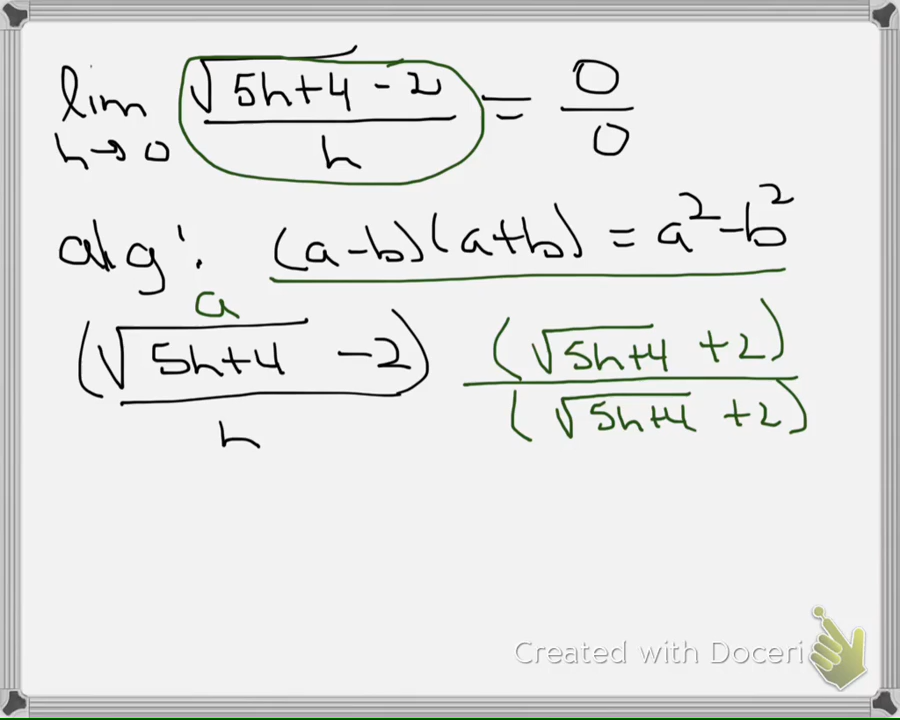 lim h→0 √(5h+4) - 2 / h = 0/0
alg: (a-b)(a+b) = a² - b²
a
(√(5h+4) - 2) / h (√(5h+4) + 2) / (√(5h+4) + 2)
Created with Doceri